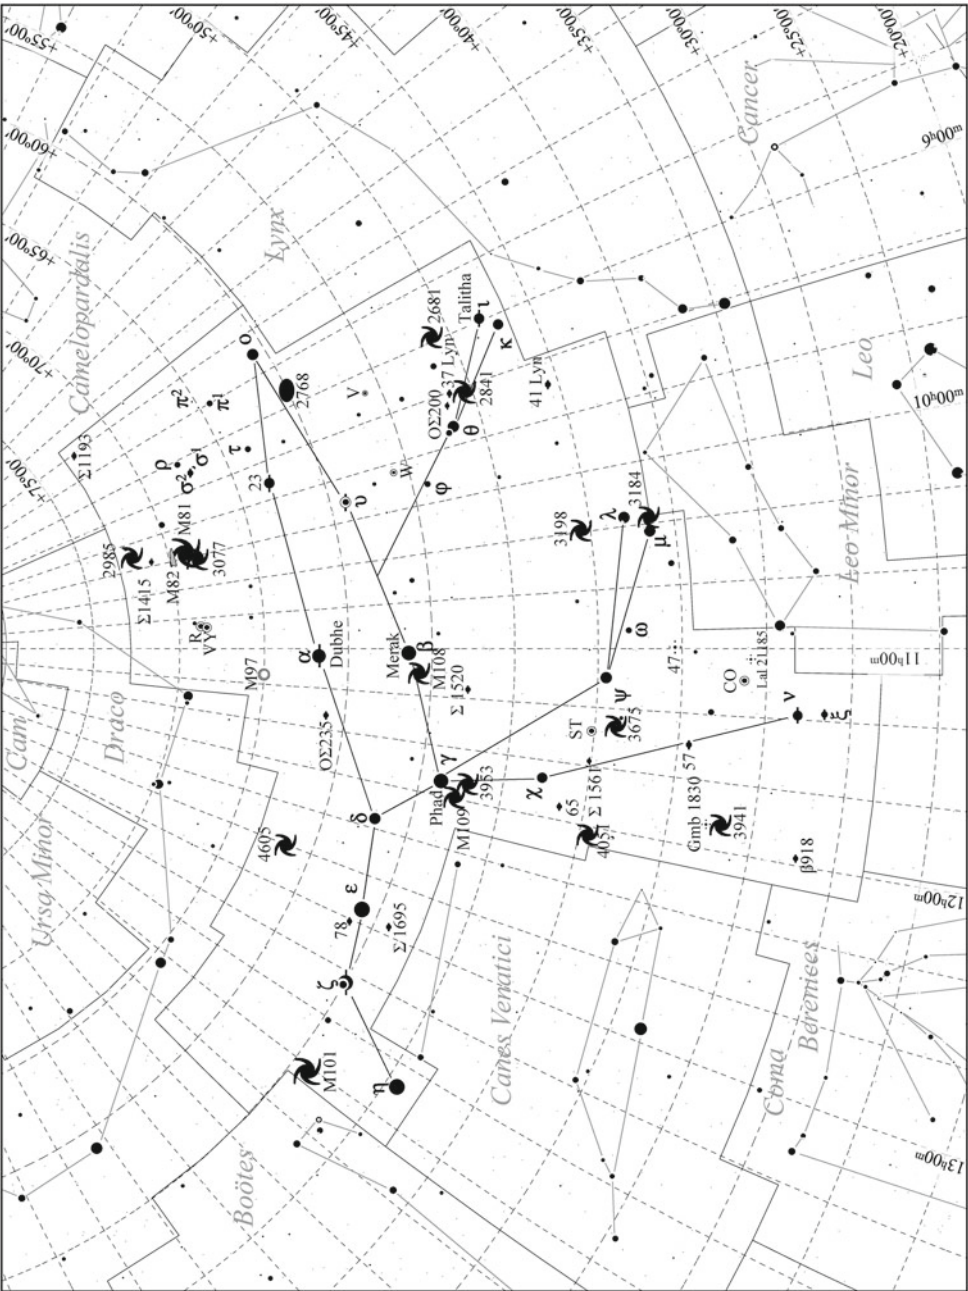 +55°00'
+50°00'
+45°00'
+40°00'
+35°00'
+30°00'
+25°00'
+20°00'
+60°00'
Cancer
6ʰ00ᵐ
+65°00'
Lynx
Camelopardalis
+70°00'
2681
Talitha
ι
κ
ο
37 Lyn
2768
V
π²
π¹
ΟΣ200
2841
41 Lyn
Leo
10ʰ00ᵐ
θ
+75°00'
Σ1193
ρ
σ²
σ¹
τ
23
W
φ
υ
M81
2985
M82
3077
3198
λ
3184
μ
Leo Minor
Σ1415
R
VY
α
Dubhe
Merak
β
M108
ω
47
11ʰ00ᵐ
M97
Σ 1520
CO
Lal 21185
Cam
Draco
ψ
ΟΣ235
ST
3675
ν
ξ
γ
Phad
3953
M109
χ
57
δ
65
Σ 1561
4051
Gmb 1830
3941
4605
β918
ε
12ʰ00ᵐ
Ursa Minor
78
Σ1695
ζ
Canes Venatici
Coma
Berenices
M101
η
13ʰ00ᵐ
Boötes